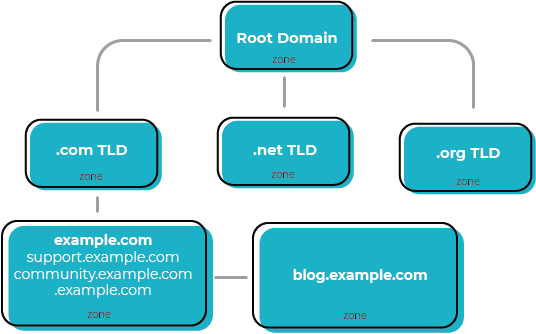 Root Domain
zone
.com TLD
zone
.net TLD
zone
.org TLD
zone
example.com
support.example.com
community.example.com
.example.com
zone
blog.example.com
zone